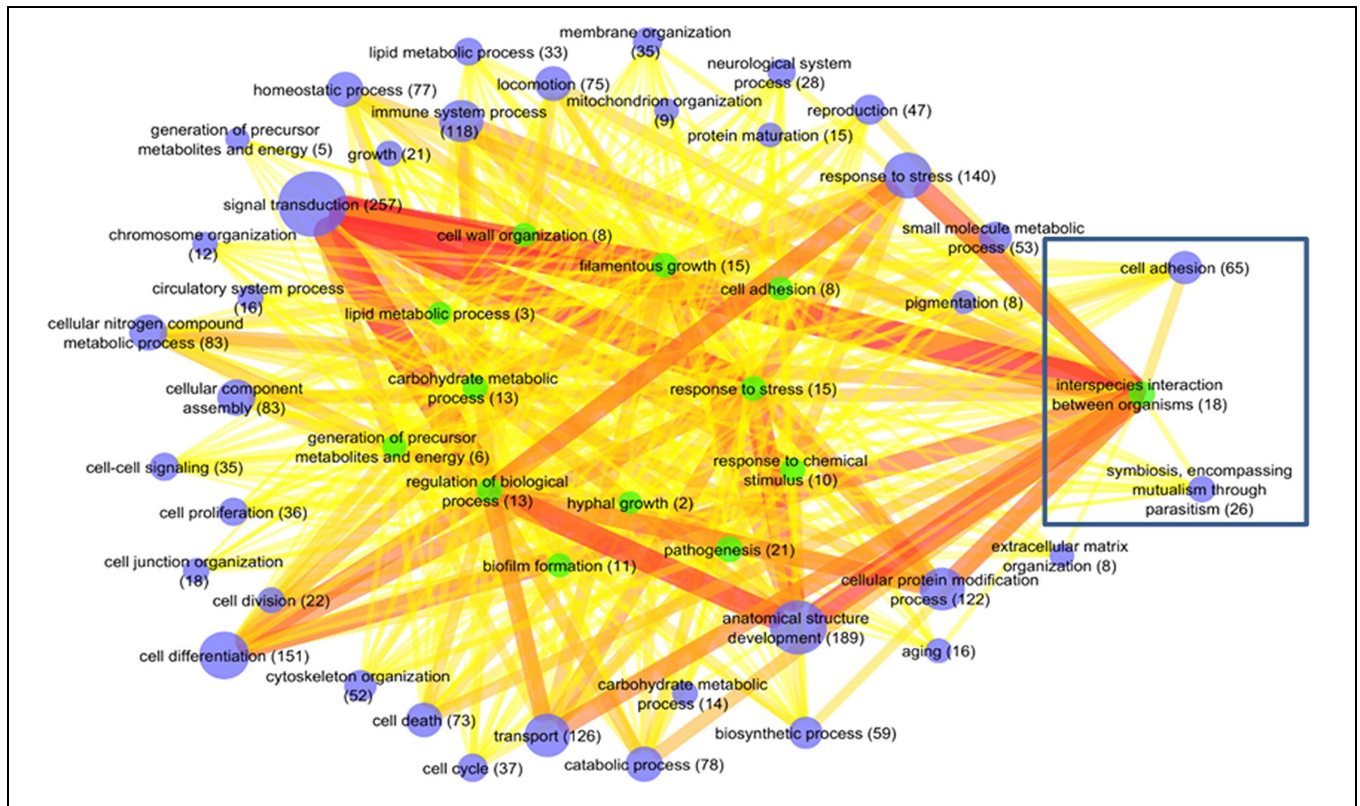 membrane organization
(35)
lipid metabolic process (33)
neurological system
process (28)
homeostatic process (77)
locomotion (75)
mitochondrion organization
(9)
reproduction (47)
immune system process
(118)
generation of precursor
metabolites and energy (5)
growth (21)
protein maturation (15)
response to stress (140)
signal transduction (257)
chromosome organization
(12)
cell wall organization (8)
small molecule metabolic
process (53)
filamentous growth (15)
cell adhesion (65)
circulatory system process
(16)
cell adhesion (8)
pigmentation (8)
lipid metabolic process (3)
cellular nitrogen compound
metabolic process (83)
cellular component
assembly (83)
carbohydrate metabolic
process (13)
response to stress (15)
interspecies interaction
between organisms (18)
generation of precursor
metabolites and energy (6)
cell-cell signaling (35)
response to chemical
stimulus (10)
symbiosis, encompassing
mutualism through
parasitism (26)
regulation of biological
process (13)
hyphal growth (2)
cell proliferation (36)
pathogenesis (21)
extracellular matrix
organization (8)
cell junction organization
(18)
biofilm formation (11)
cellular protein modification
process (122)
cell division (22)
anatomical structure
development (189)
aging (16)
cell differentiation (151)
cytoskeleton organization
(52)
carbohydrate metabolic
process (14)
cell death (73)
transport (126)
biosynthetic process (59)
cell cycle (37)
catabolic process (78)